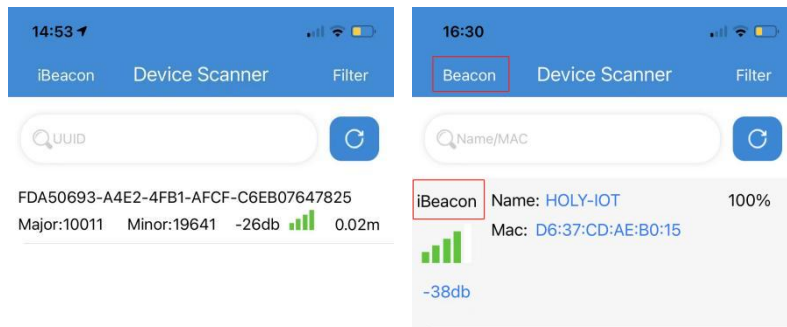 14:53
iBeacon Device Scanner Filter
UUID
FDA50693-A4E2-4FB1-AFCF-C6EB07647825
Major:10011 Minor:19641 -26db 0.02m
16:30
Beacon Device Scanner Filter
Name/MAC
iBeacon Name: HOLY-IOT 100%
Mac: D6:37:CD:AE:B0:15
-38db